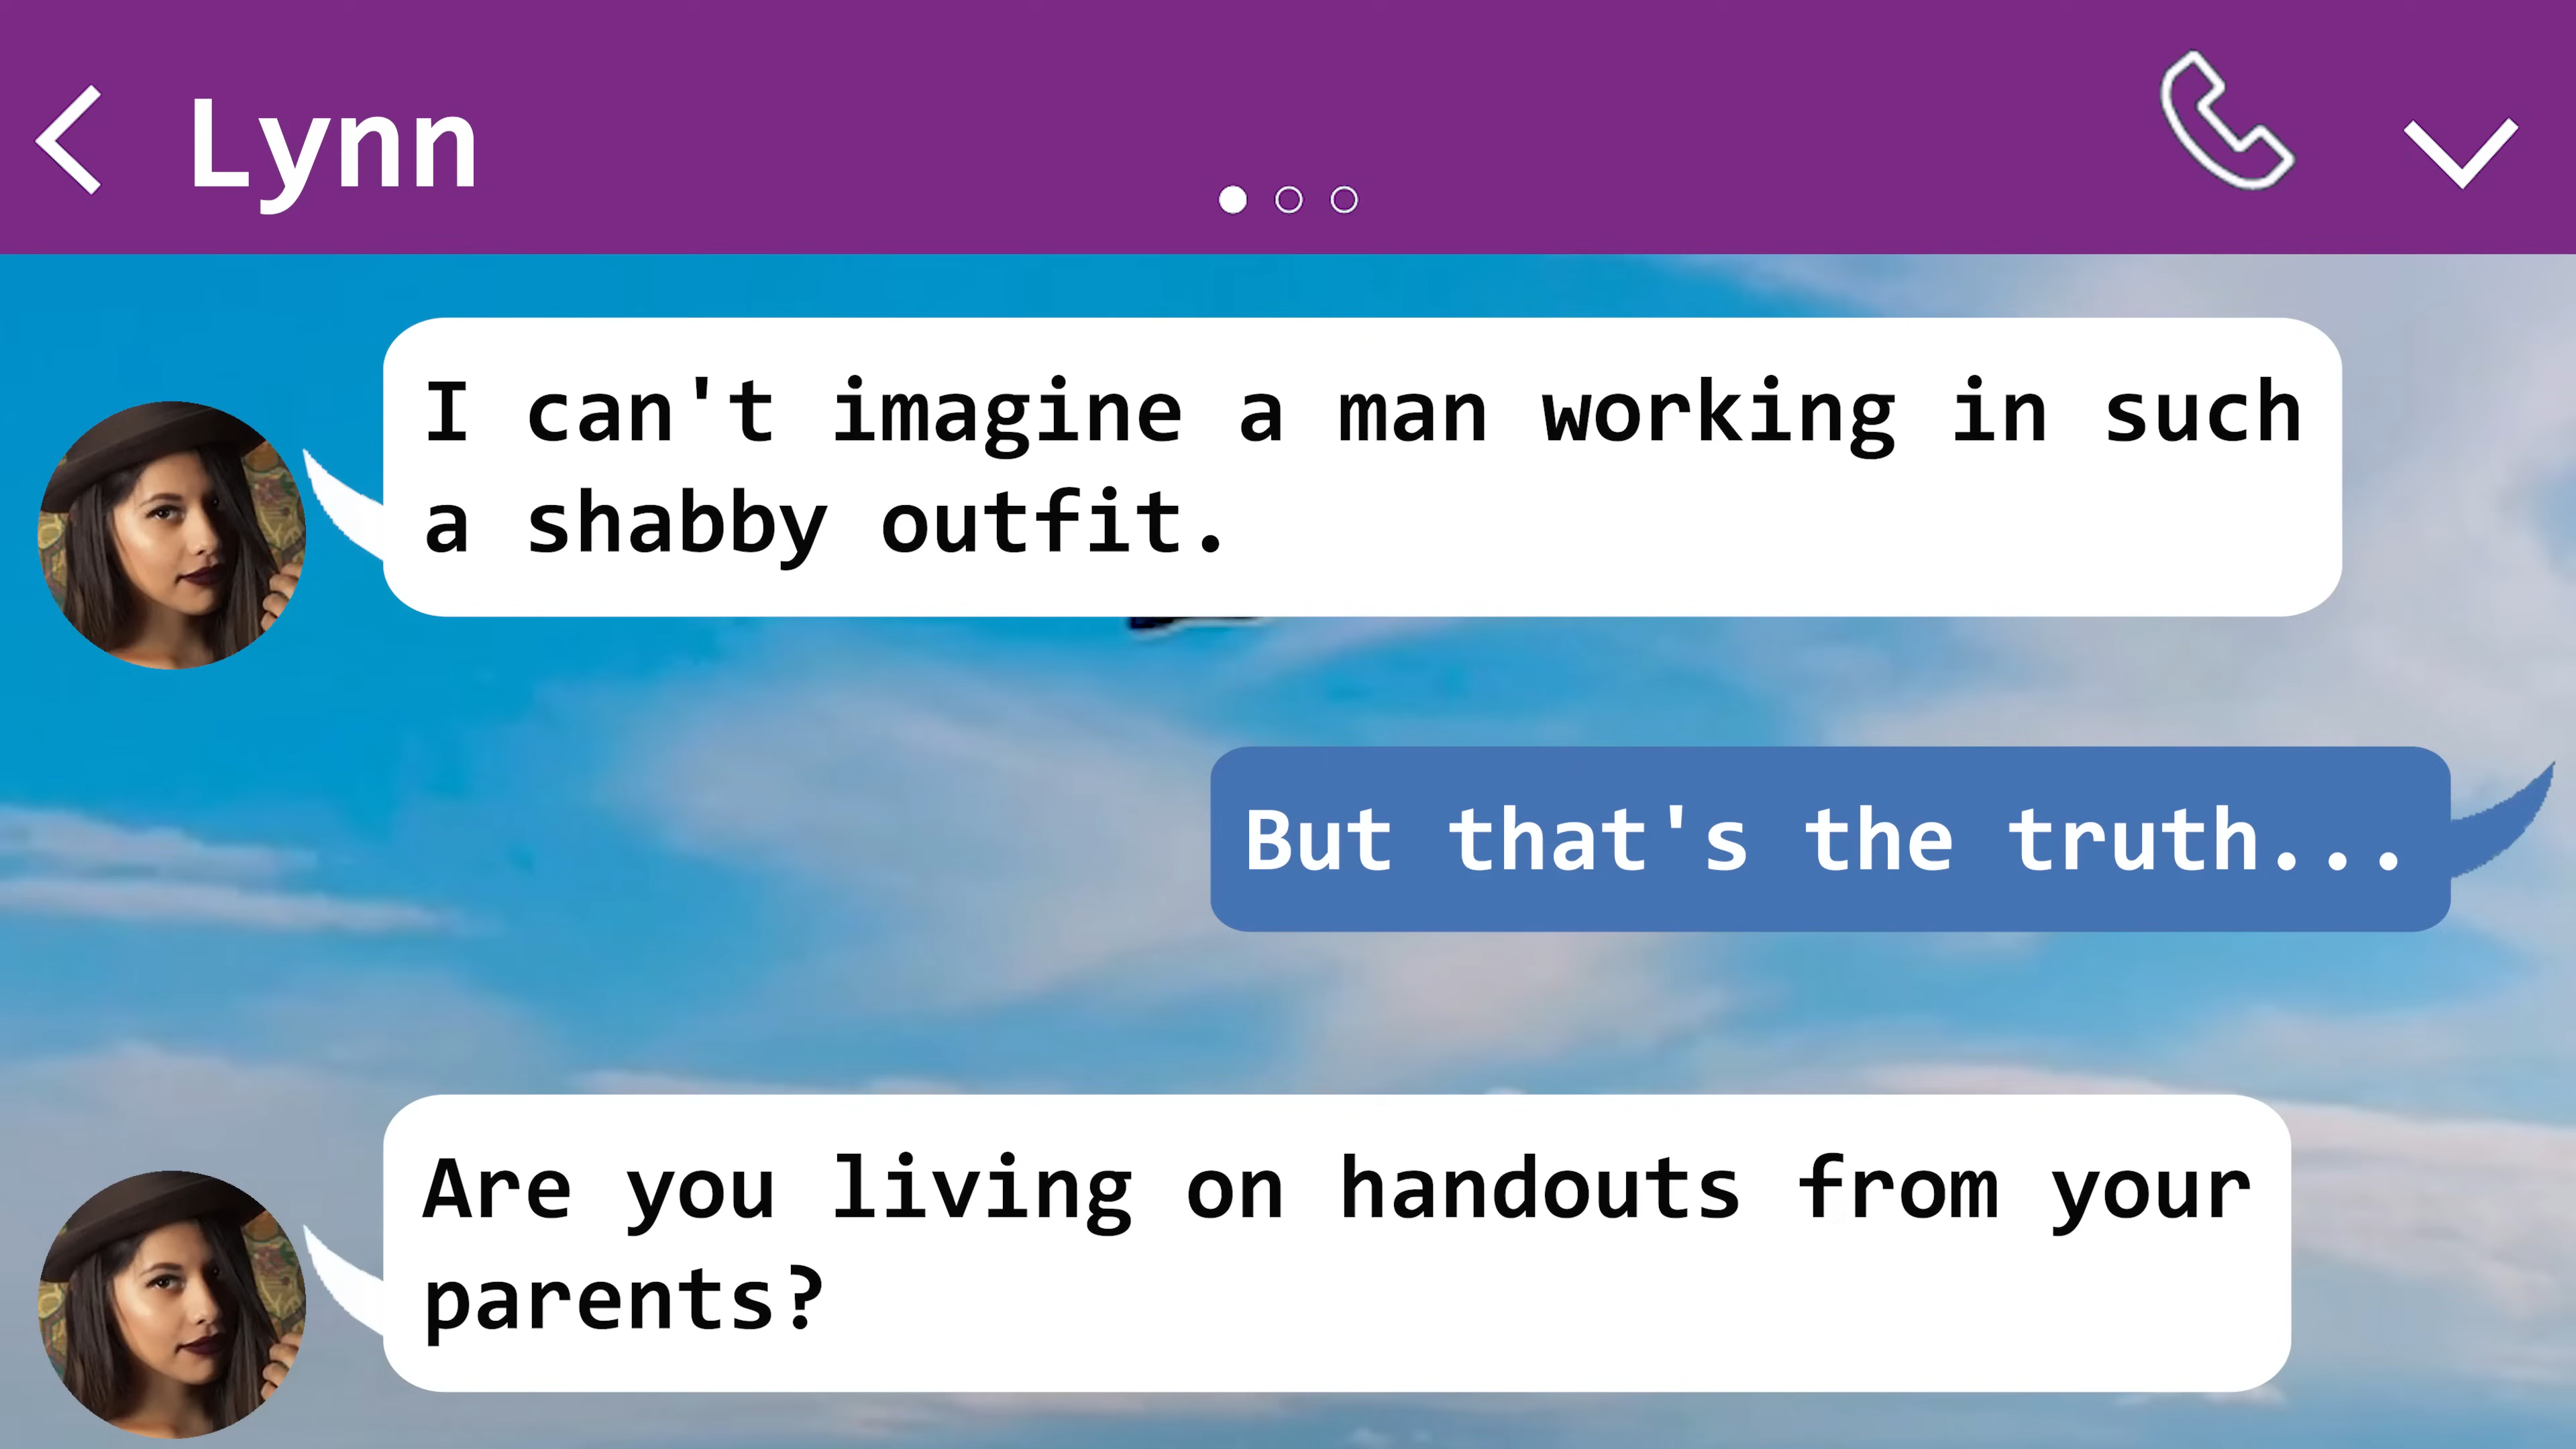 Lynn
I can't imagine a man working in such
a shabby outfit.
But that's the truth...
Are you living on handouts from your
parents?